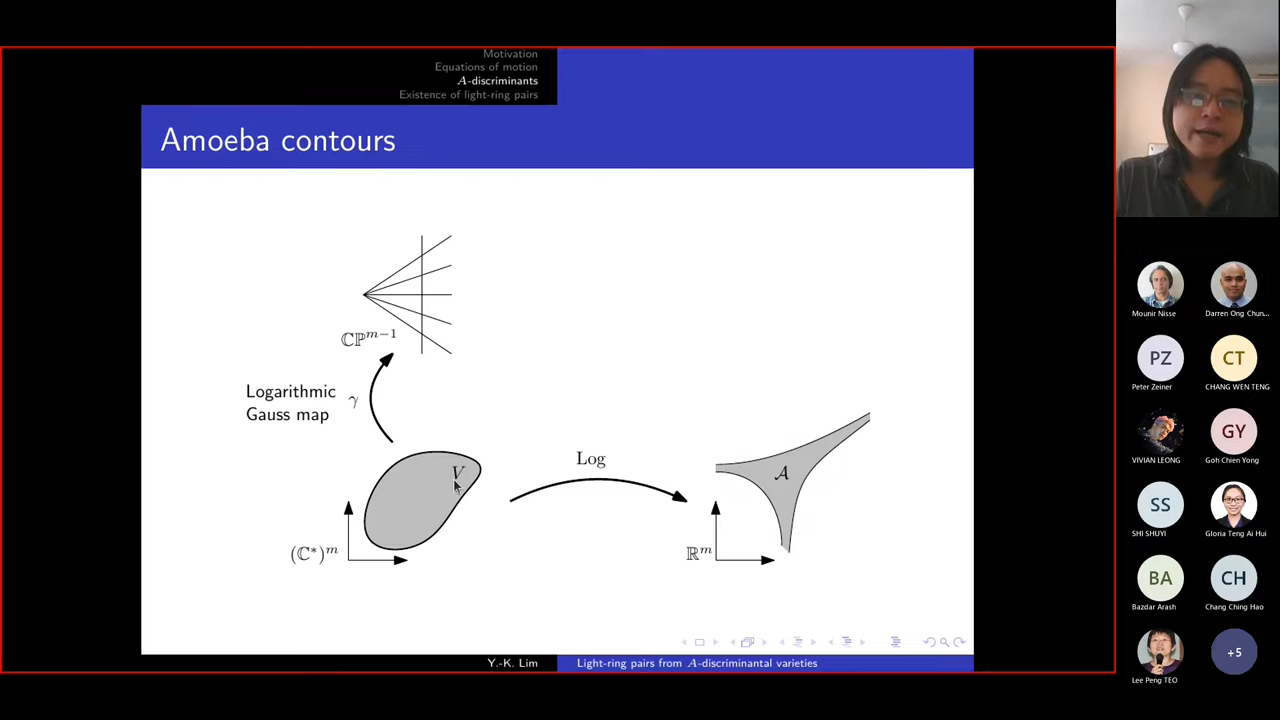 Motivation
Equations of motion
A-discriminants
Existence of light-ring pairs
Amoeba contours
ℂℙᵐ⁻¹
Logarithmic
Gauss map
γ
V
(ℂ*)ᵐ
Log
𝒜
ℝᵐ
Y.-K. Lim
Light-ring pairs from A-discriminantal varieties
Mounir Nisse
Darren Ong Chun...
PZ
Peter Zeiner
CT
CHANG WEN TENG
VIVIAN LEONG
GY
Goh Chien Yong
SS
SHI SHUYI
Gloria Teng Ai Hui
BA
Bazdar Arash
CH
Chang Ching Hao
Lee Peng TEO
+5